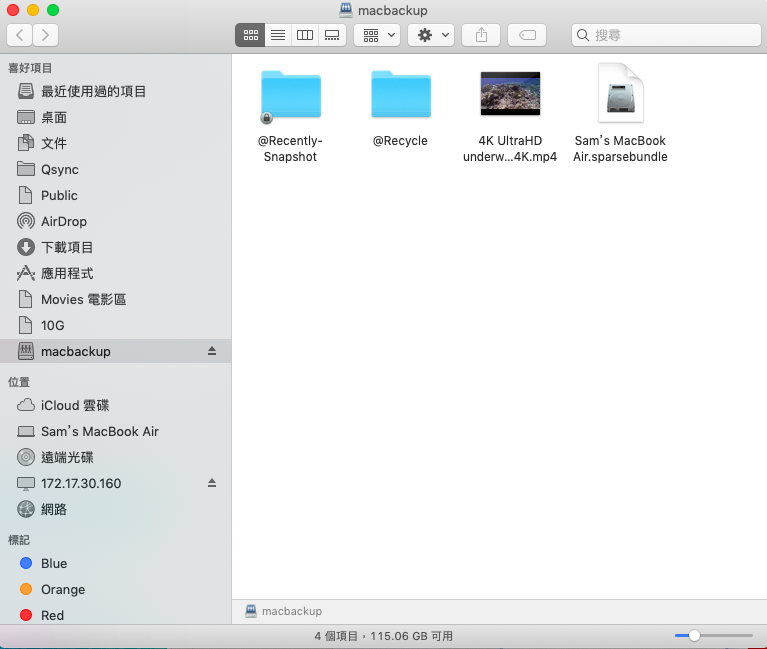 macbackup
搜尋
喜好項目
最近使用過的項目
桌面
文件
Qsync
Public
AirDrop
下載項目
應用程式
Movies 電影區
10G
macbackup
位置
iCloud 雲碟
Sam’s MacBook Air
遠端光碟
172.17.30.160
網路
標記
Blue
Orange
Red
@Recently-
Snapshot
@Recycle
4K UltraHD
underw...4K.mp4
Sam’s MacBook
Air.sparsebundle
macbackup
4 個項目，115.06 GB 可用